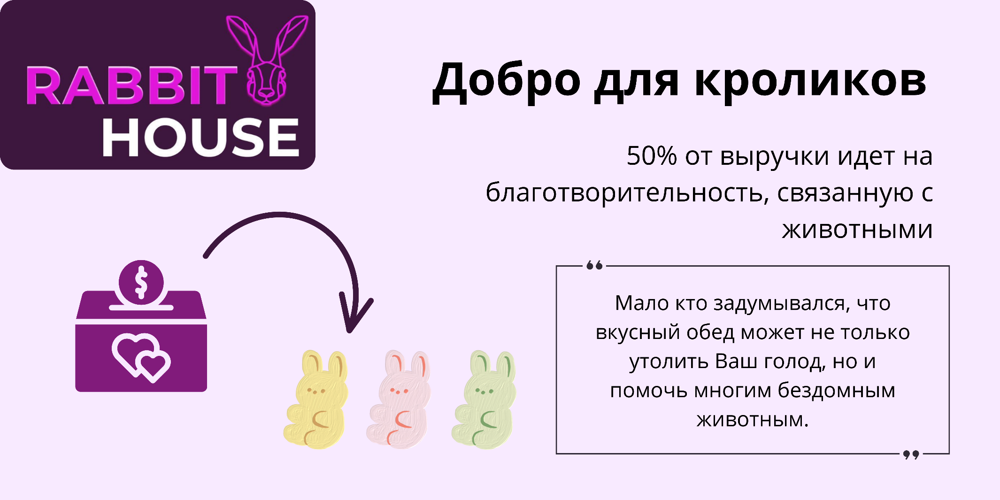 RABBIT
HOUSE
Добро для кроликов
50% от выручки идет на
благотворительность, связанную с
животными
“
Мало кто задумывался, что
вкусный обед может не только
утолить Ваш голод, но и
помочь многим бездомным
животным.
”
$